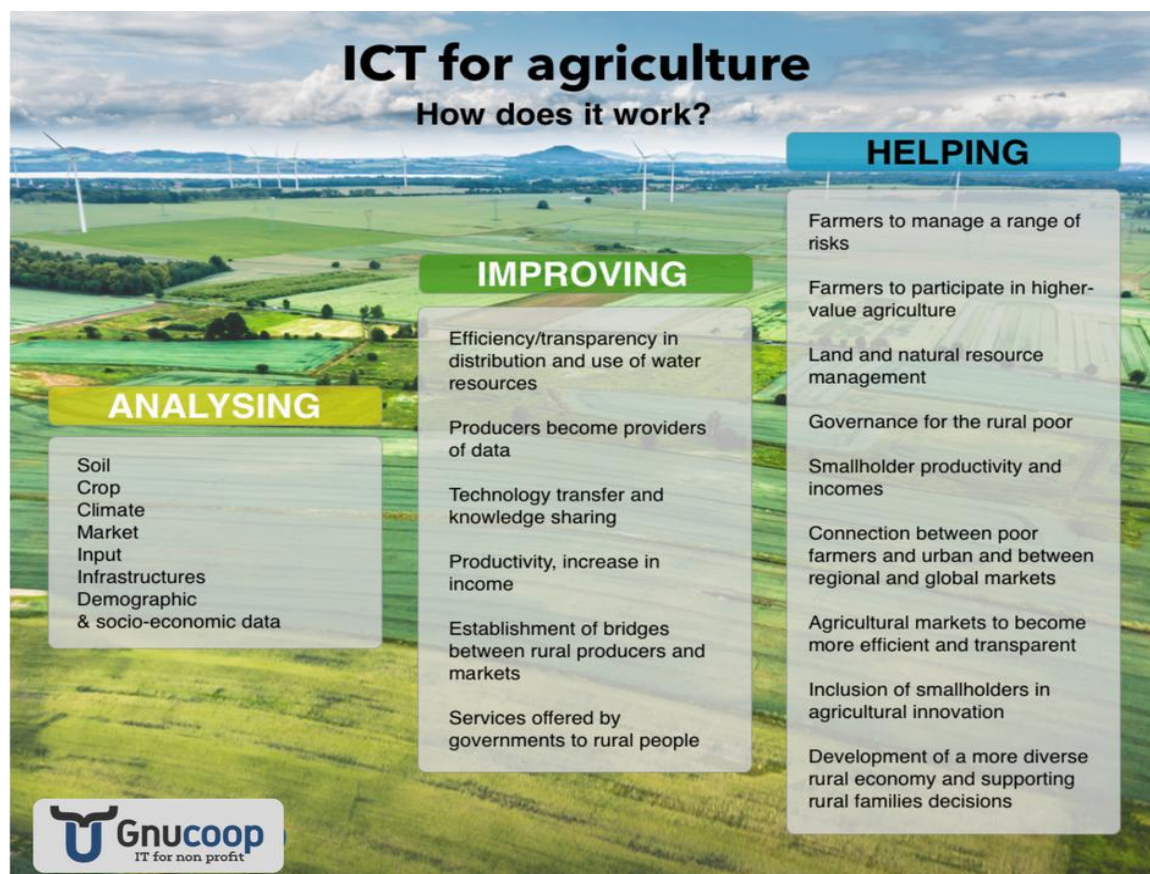 ICT for agriculture
How does it work?
ANALYSING
Soil
Crop
Climate
Market
Input
Infrastructures
Demographic
& socio-economic data
IMPROVING
Efficiency/transparency in
distribution and use of water
resources
Producers become providers
of data
Technology transfer and
knowledge sharing
Productivity, increase in
income
Establishment of bridges
between rural producers and
markets
Services offered by
governments to rural people
HELPING
Farmers to manage a range of
risks
Farmers to participate in higher-
value agriculture
Land and natural resource
management
Governance for the rural poor
Smallholder productivity and
incomes
Connection between poor
farmers and urban and between
regional and global markets
Agricultural markets to become
more efficient and transparent
Inclusion of smallholders in
agricultural innovation
Development of a more diverse
rural economy and supporting
rural families decisions
Gnucoop
IT for non profit